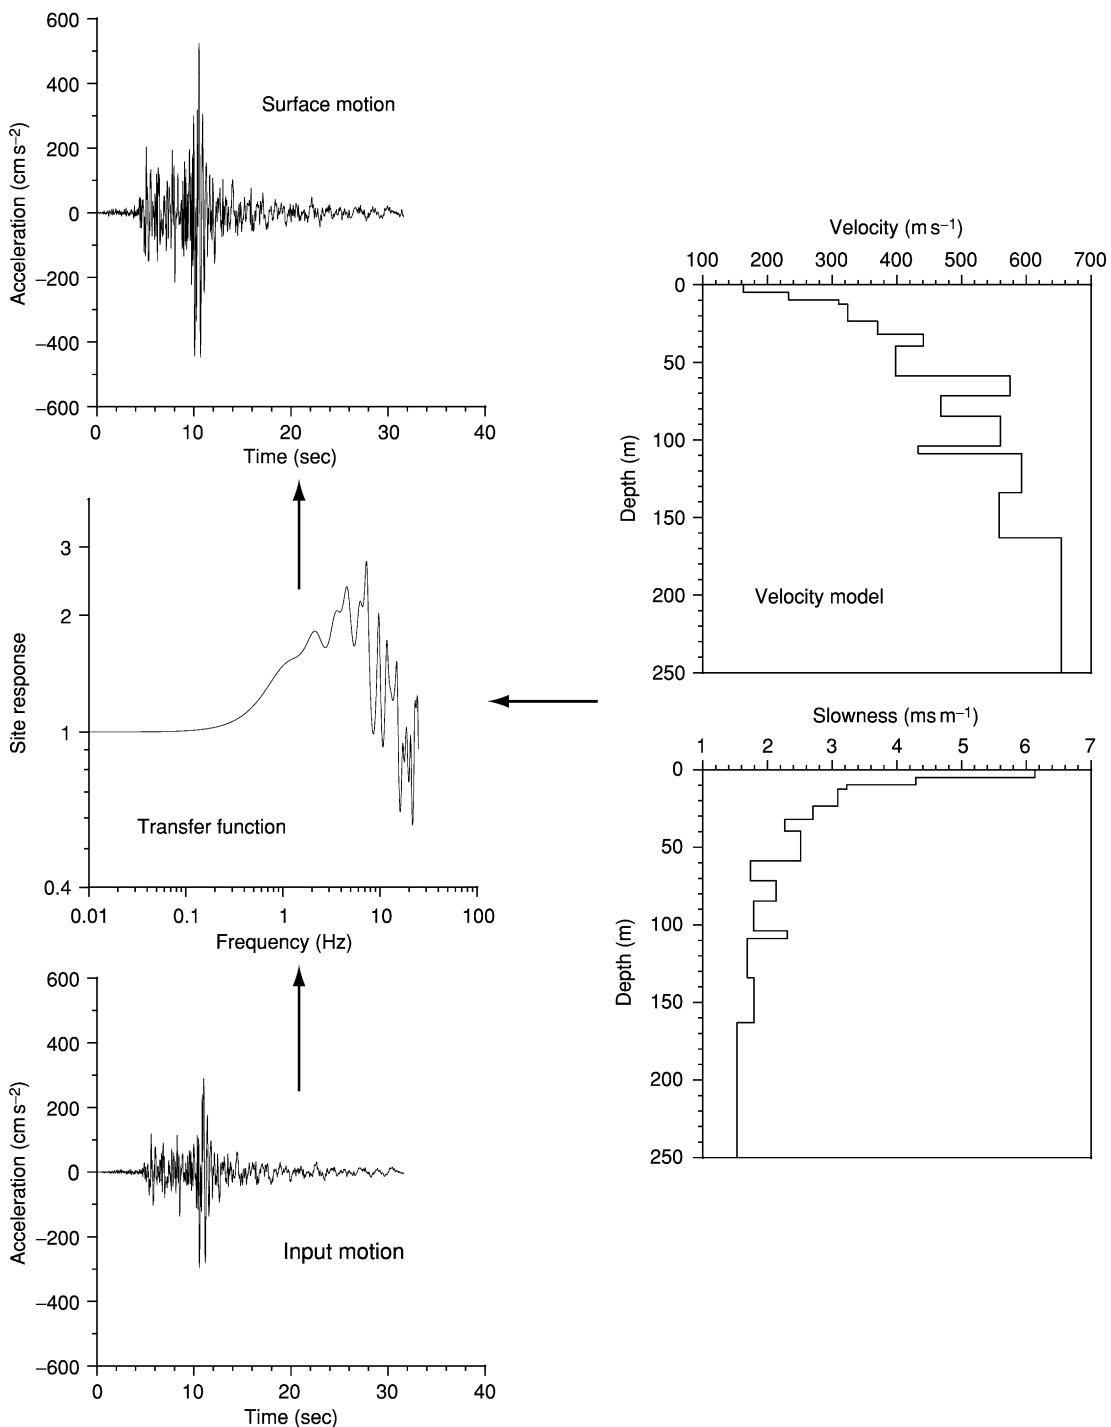 600
400
200
0
−200
−400
−600
Acceleration (cm s−2)
Surface motion
0 10 20 30 40
Time (sec)
3
2
1
0.4
Site response
Transfer function
0.01 0.1 1 10 100
Frequency (Hz)
600
400
200
0
−200
−400
−600
Acceleration (cm s−2)
Input motion
0 10 20 30 40
Time (sec)
Velocity (m s−1)
100 200 300 400 500 600 700
0
50
100
150
200
250
Depth (m)
Velocity model
Slowness (ms m−1)
1 2 3 4 5 6 7
0
50
100
150
200
250
Depth (m)